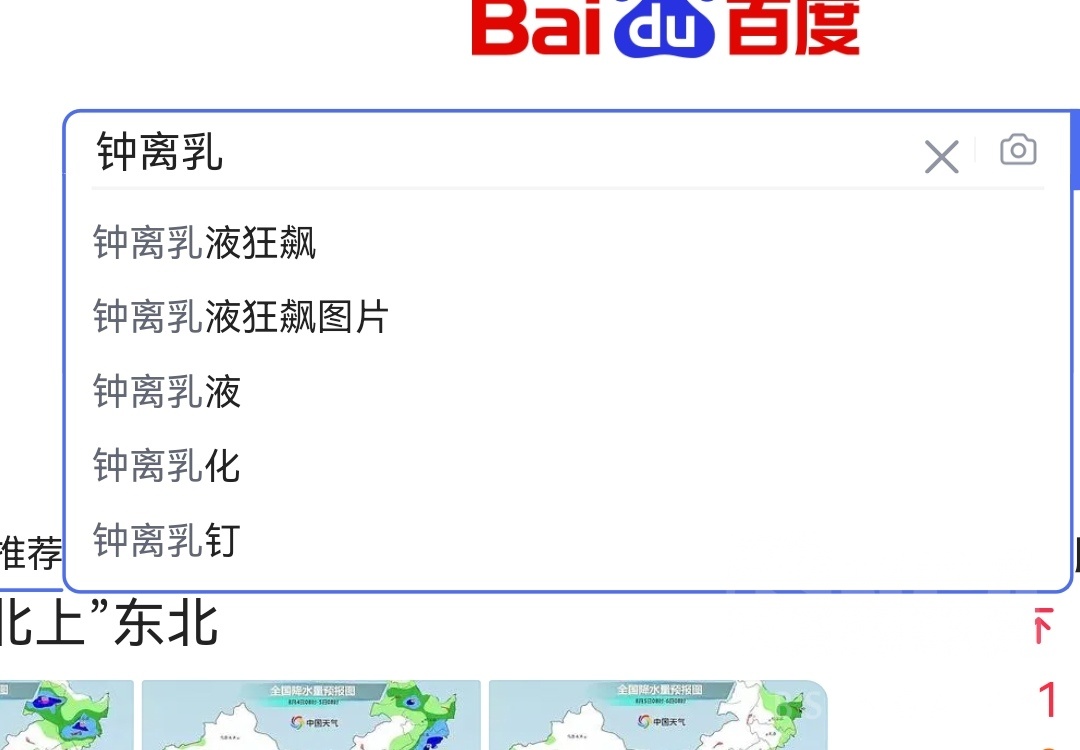 Bai du 百度
钟离乳
钟离乳液狂飙
钟离乳液狂飙图片
钟离乳液
钟离乳化
钟离乳钉
推荐
北上”东北
1
图
全国降水量预报图
中国天气
全国降水量预报图
中国天气